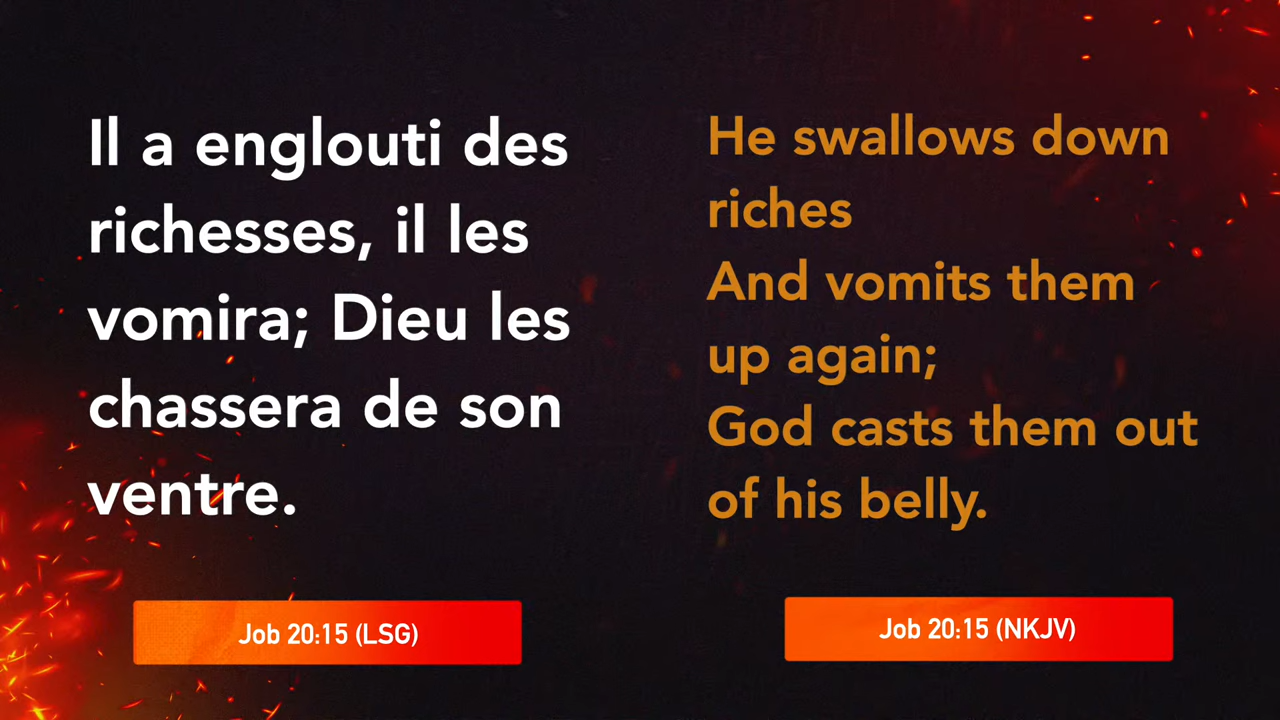 Il a englouti des
richesses, il les
vomira; Dieu les
chassera de son
ventre.
Job 20:15 (LSG)
He swallows down
riches
And vomits them
up again;
God casts them out
of his belly.
Job 20:15 (NKJV)